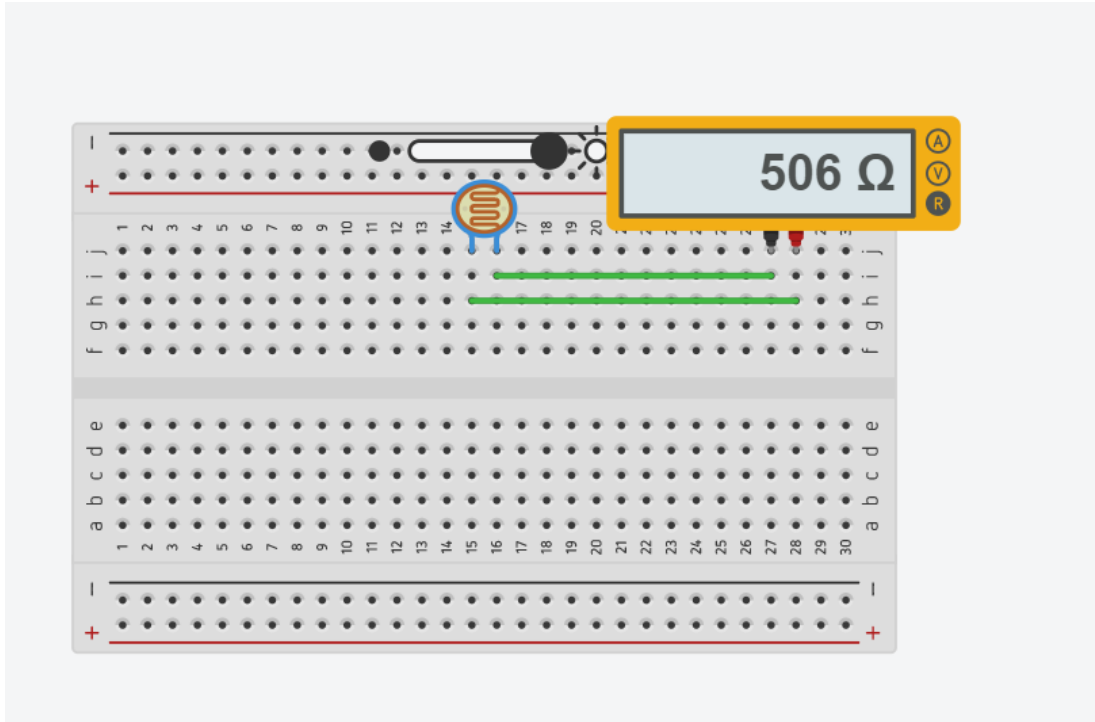 506 Ω
A
V
R
−
+
1 2 3 4 5 6 7 8 9 10 11 12 13 14 15 16 17 18 19 20
j j
i i
h h
g g
f f
e e
d d
c c
b b
a a
1 2 3 4 5 6 7 8 9 10 11 12 13 14 15 16 17 18 19 20 21 22 23 24 25 26 27 28 29 30
− −
+ +